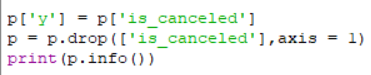 p['y'] = p['is_canceled']
p = p.drop(['is_canceled'],axis = 1)
print(p.info())